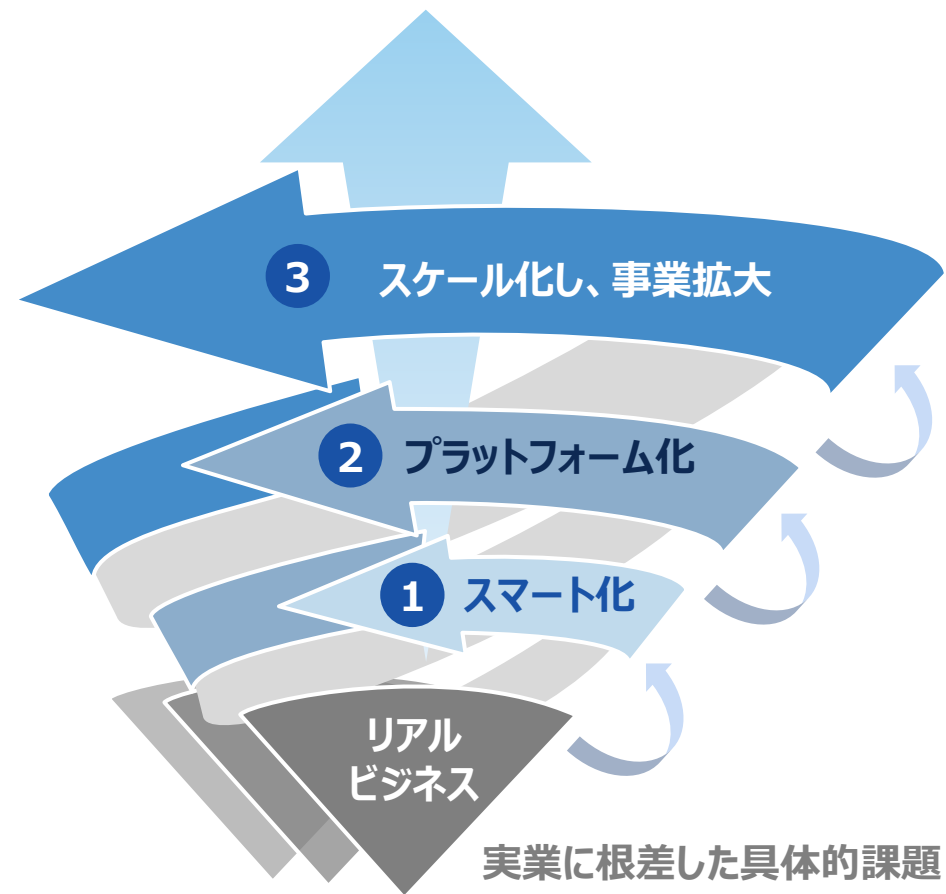 3 スケール化し、事業拡大
2 プラットフォーム化
1 スマート化
リアル
ビジネス
実業に根差した具体的課題